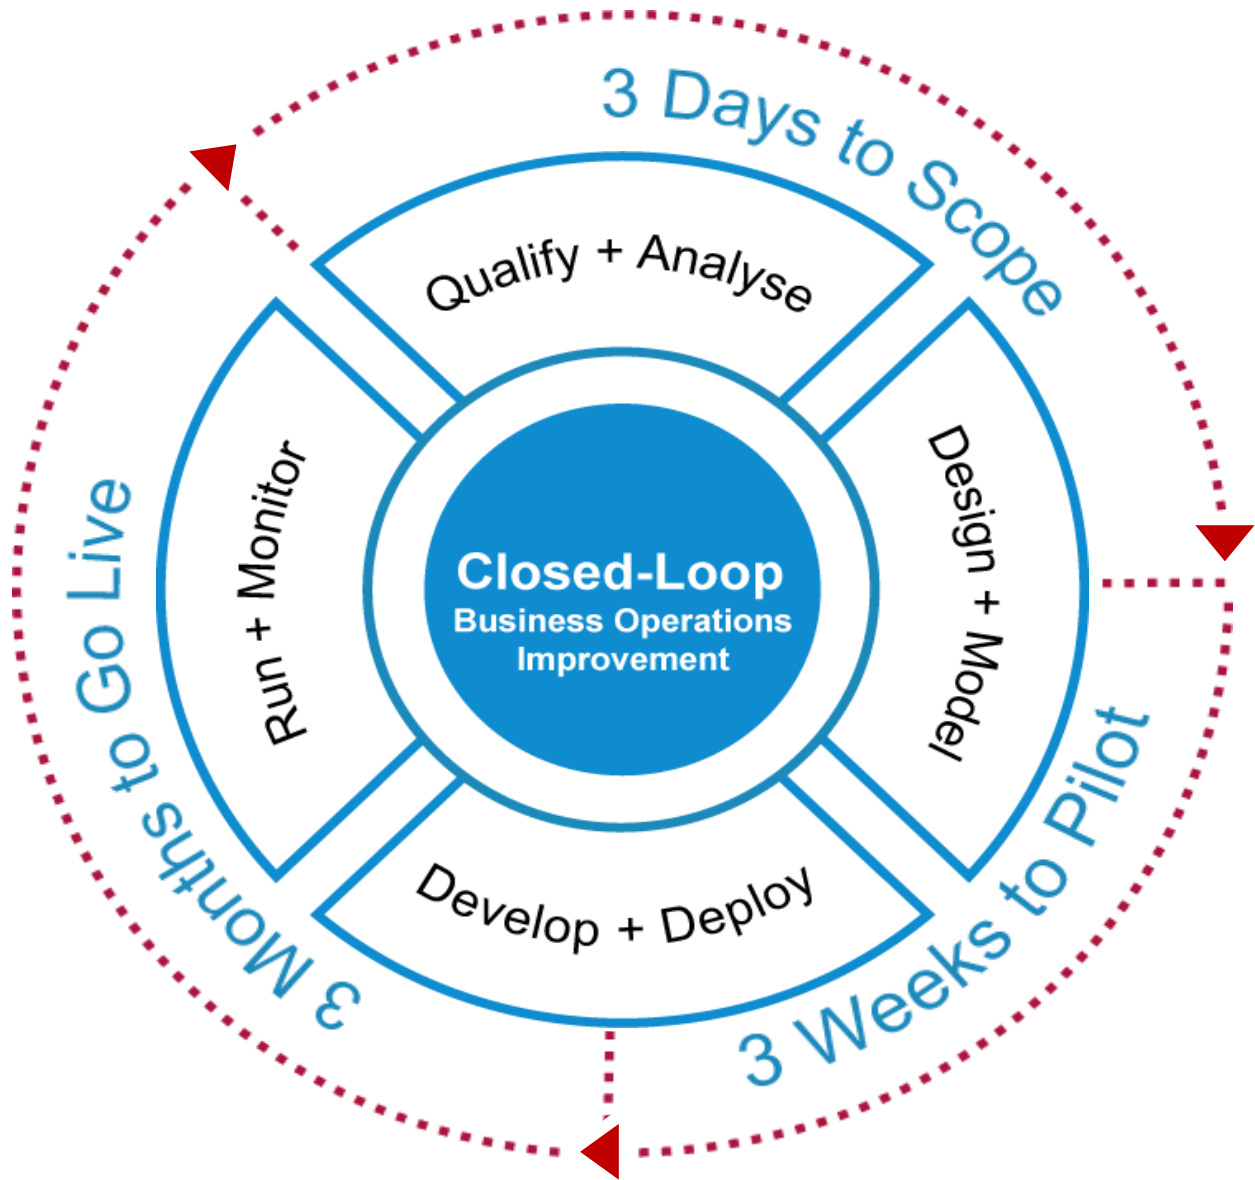 3 Days to Scope
Qualify + Analyse
Design + Model
3 Weeks to Pilot
Develop + Deploy
3 Months to Go Live
Run + Monitor
Closed-Loop
Business Operations
Improvement